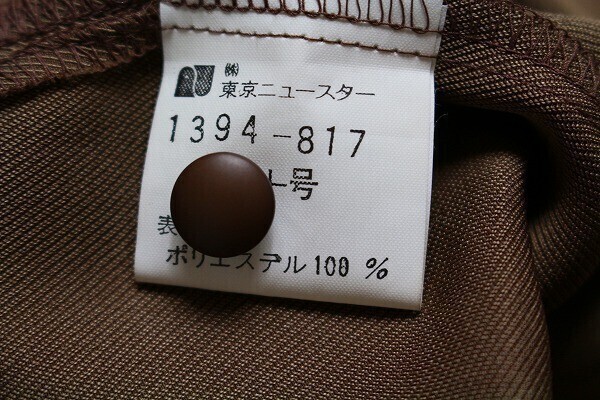 ㈱
東京ニュースター
1394-817
号
表
ポリエステル100 %